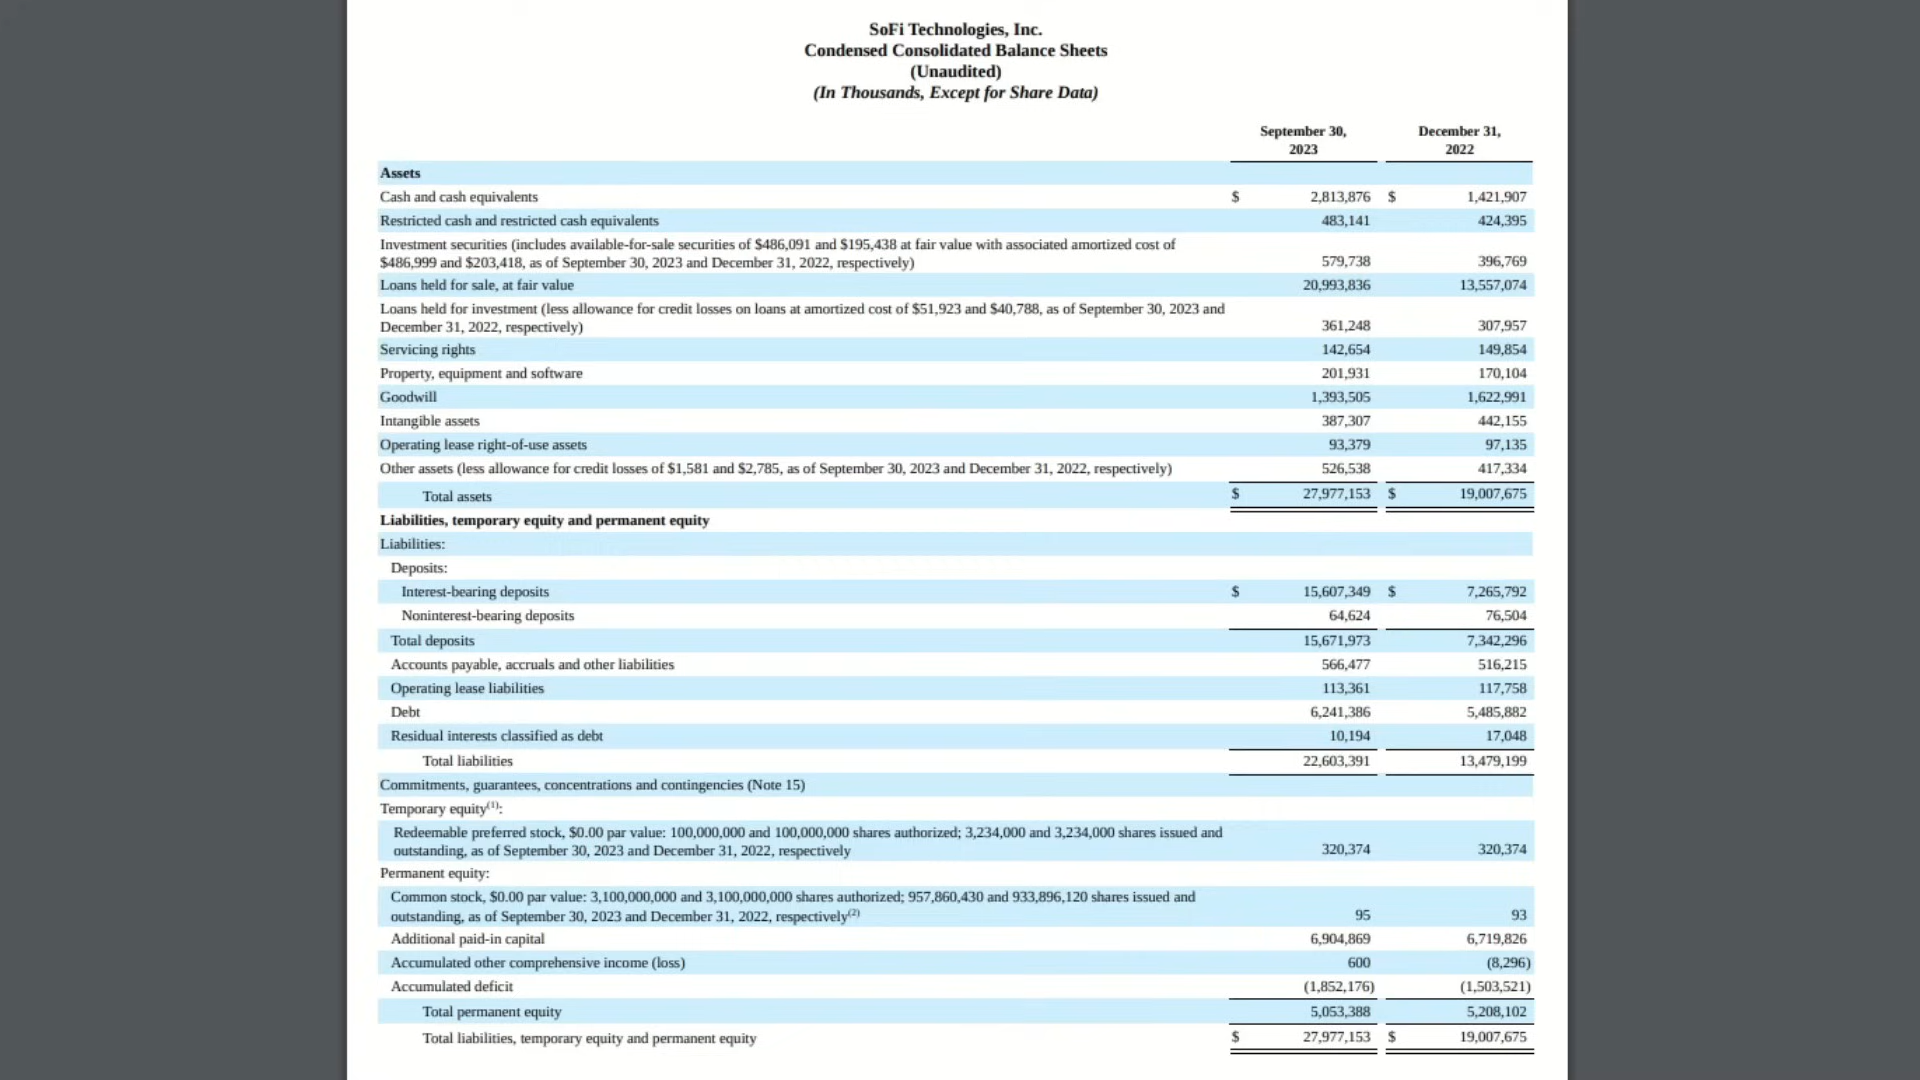 SoFi Technologies, Inc.
Condensed Consolidated Balance Sheets
(Unaudited)
(In Thousands, Except for Share Data)
September 30, 2023 December 31, 2022
Assets
Cash and cash equivalents $ 2,813,876 $ 1,421,907
Restricted cash and restricted cash equivalents 483,141 424,395
Investment securities (includes available-for-sale securities of $486,091 and $195,438 at fair value with associated amortized cost of
$486,999 and $203,418, as of September 30, 2023 and December 31, 2022, respectively) 579,738 396,769
Loans held for sale, at fair value 20,993,836 13,557,074
Loans held for investment (less allowance for credit losses on loans at amortized cost of $51,923 and $40,788, as of September 30, 2023 and
December 31, 2022, respectively) 361,248 307,957
Servicing rights 142,654 149,854
Property, equipment and software 201,931 170,104
Goodwill 1,393,505 1,622,991
Intangible assets 387,307 442,155
Operating lease right-of-use assets 93,379 97,135
Other assets (less allowance for credit losses of $1,581 and $2,785, as of September 30, 2023 and December 31, 2022, respectively) 526,538 417,334
Total assets $ 27,977,153 $ 19,007,675
Liabilities, temporary equity and permanent equity
Liabilities:
Deposits:
Interest-bearing deposits $ 15,607,349 $ 7,265,792
Noninterest-bearing deposits 64,624 76,504
Total deposits 15,671,973 7,342,296
Accounts payable, accruals and other liabilities 566,477 516,215
Operating lease liabilities 113,361 117,758
Debt 6,241,386 5,485,882
Residual interests classified as debt 10,194 17,048
Total liabilities 22,603,391 13,479,199
Commitments, guarantees, concentrations and contingencies (Note 15)
Temporary equity(1):
Redeemable preferred stock, $0.00 par value: 100,000,000 and 100,000,000 shares authorized; 3,234,000 and 3,234,000 shares issued and
outstanding, as of September 30, 2023 and December 31, 2022, respectively 320,374 320,374
Permanent equity:
Common stock, $0.00 par value: 3,100,000,000 and 3,100,000,000 shares authorized; 957,860,430 and 933,896,120 shares issued and
outstanding, as of September 30, 2023 and December 31, 2022, respectively(2) 95 93
Additional paid-in capital 6,904,869 6,719,826
Accumulated other comprehensive income (loss) 600 (8,296)
Accumulated deficit (1,852,176) (1,503,521)
Total permanent equity 5,053,388 5,208,102
Total liabilities, temporary equity and permanent equity $ 27,977,153 $ 19,007,675